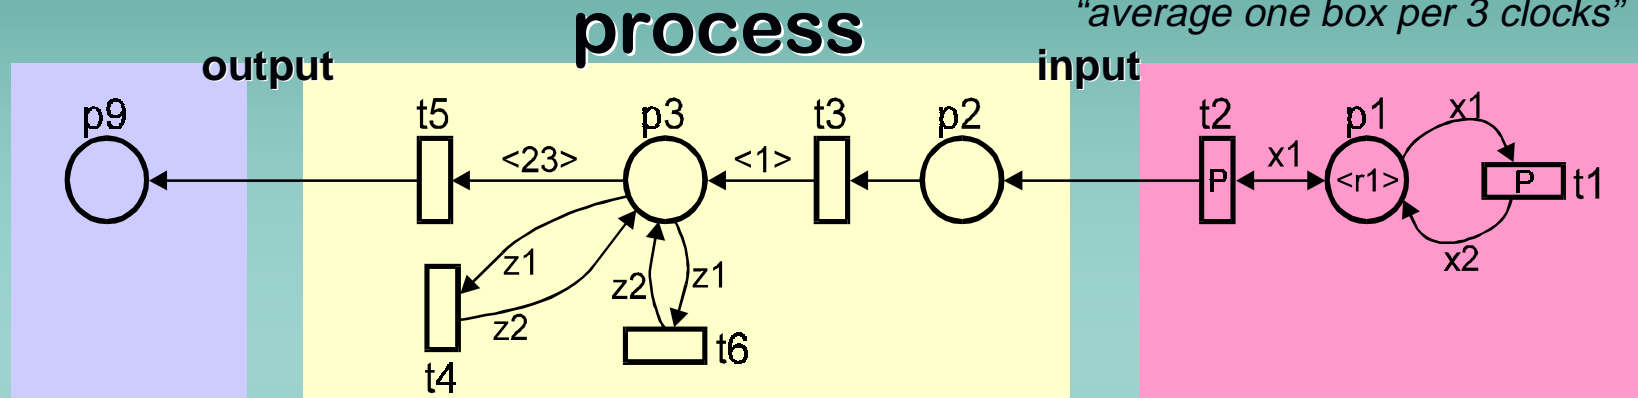 “average one box per 3 clocks”
process
output
input
p9
t5
p3
t3
p2
t2
p1
x1
<23>
<1>
x1
P
<r1>
P
t1
z1
z2
z1
x2
z2
t6
t4